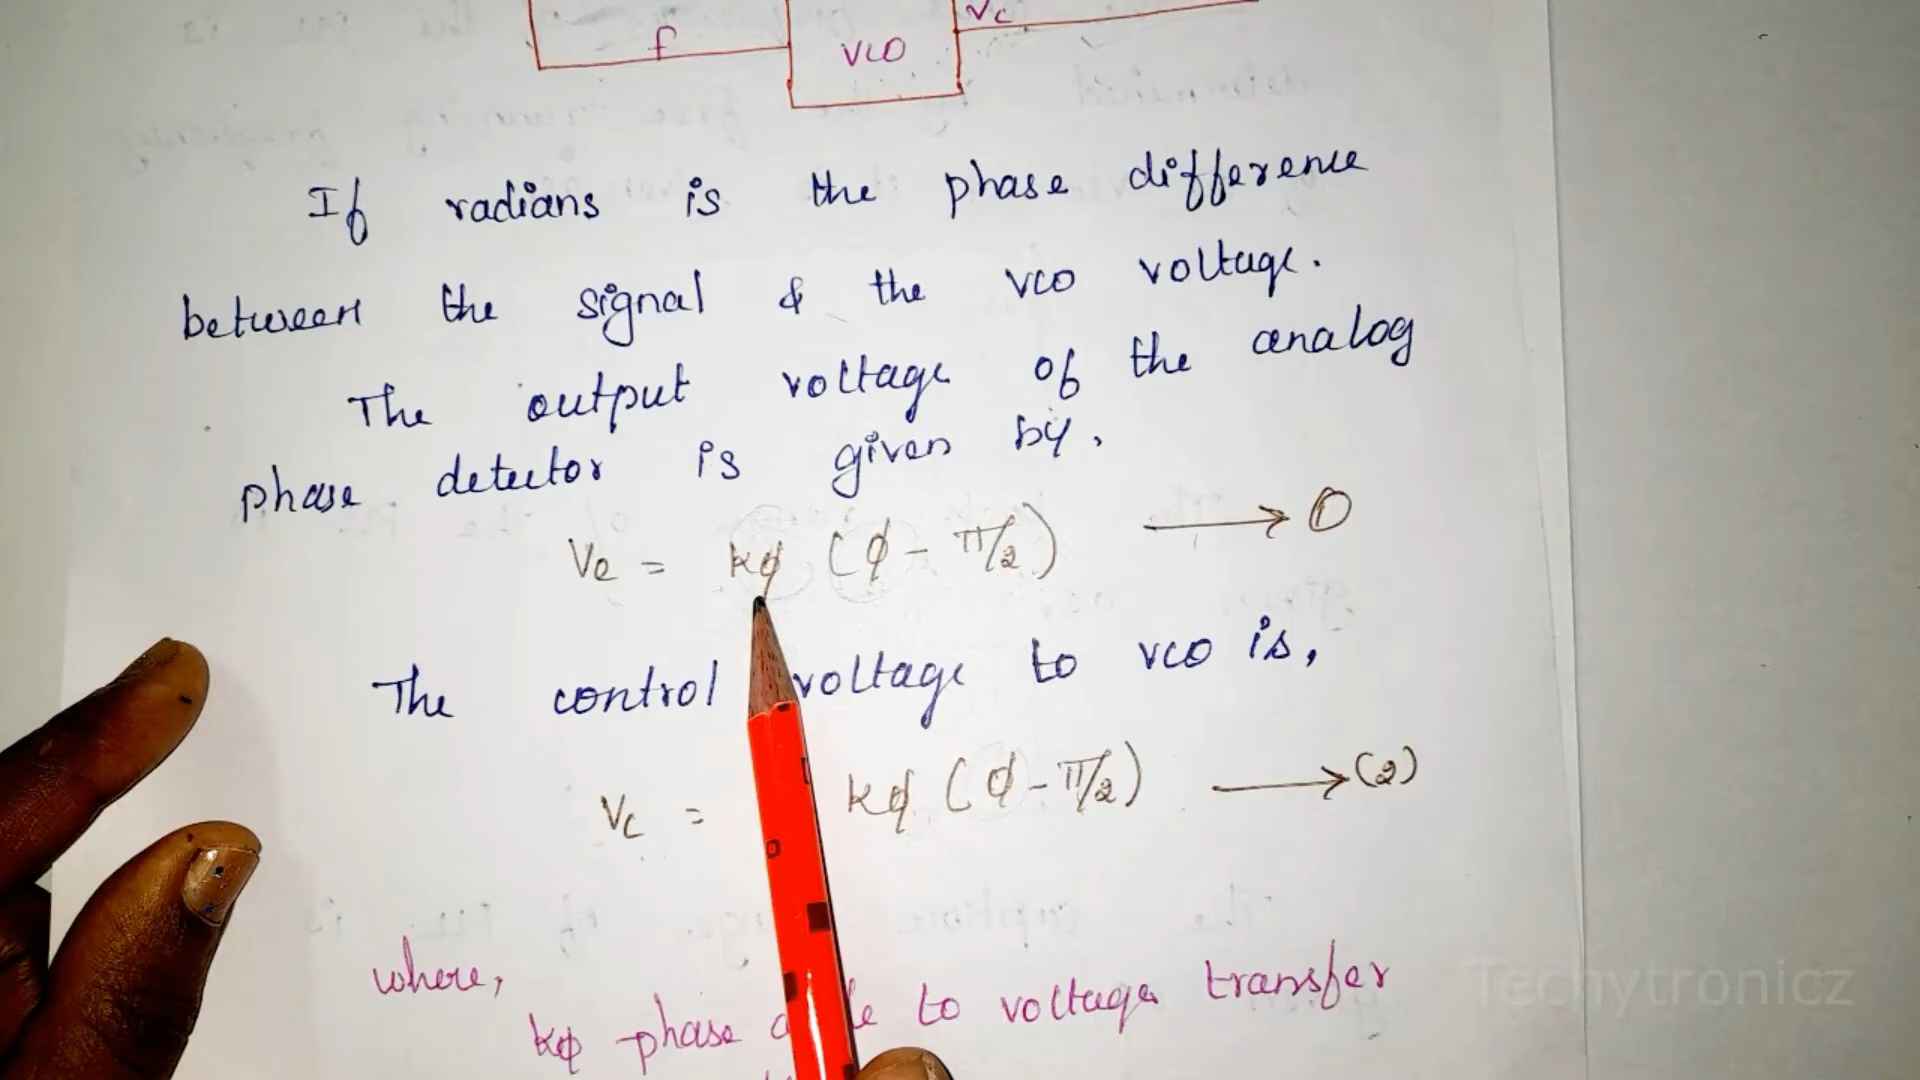 Vc
f
VCO
If radians is the phase difference
between the signal & the VCO voltage.
The output voltage of the analog
phase detector is given by,
Ve = kϕ (ϕ - π/2) → ①
The control voltage to VCO is,
Vc = kϕ (ϕ - π/2) → (2)
where,
kϕ - phase to voltage transfer
Techytronicz